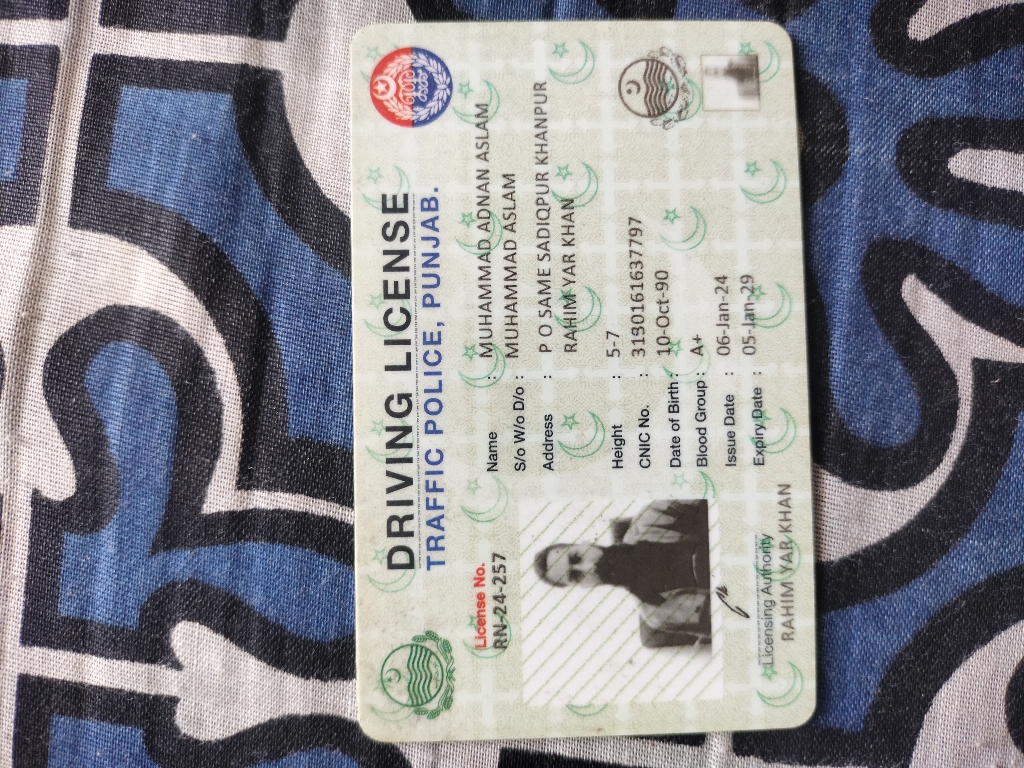 DRIVING LICENSE
TRAFFIC POLICE, PUNJAB.
License No.
RN-24-257
Name : MUHAMMAD ADNAN ASLAM
S/o W/o D/o : MUHAMMAD ASLAM
Address : P O SAME SADIQPUR KHANPUR
RAHIM YAR KHAN
Height : 5-7
CNIC No. : 3130161637797
Date of Birth : 10-Oct-90
Blood Group : A+
Issue Date : 06-Jan-24
Expiry Date : 05-Jan-29
Licensing Authority
RAHIM YAR KHAN